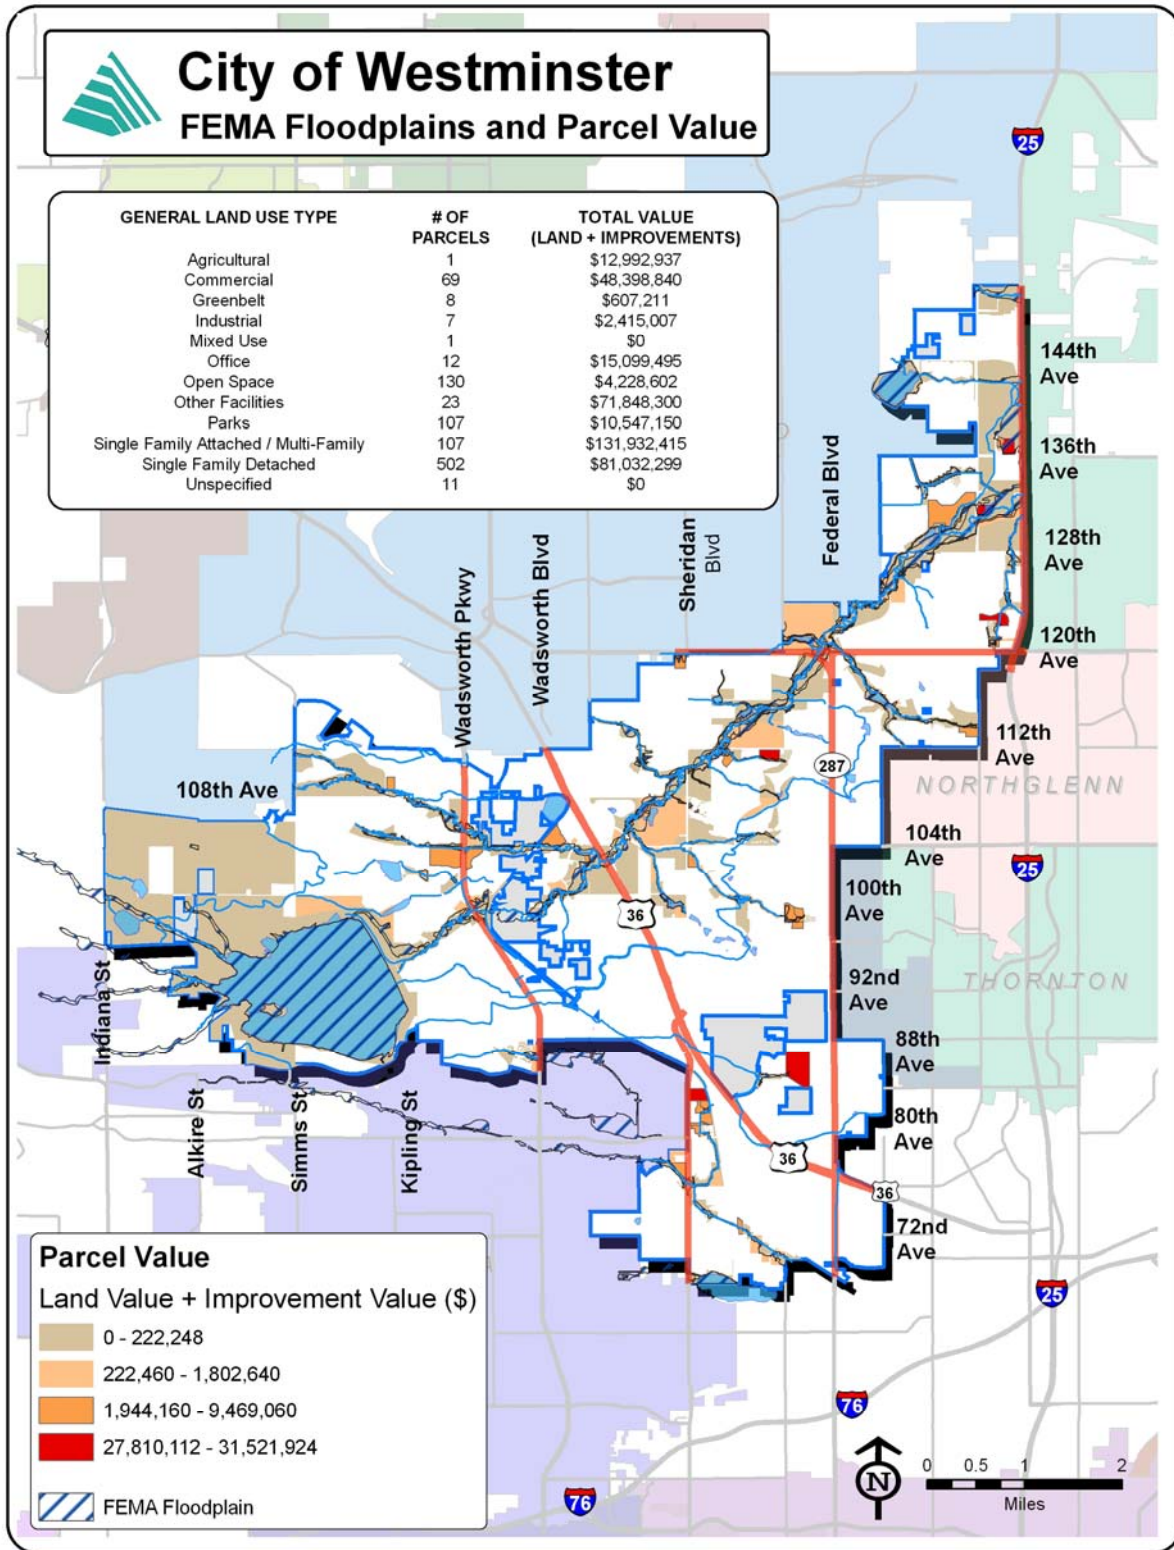 City of Westminster
FEMA Floodplains and Parcel Value
GENERAL LAND USE TYPE # OF PARCELS TOTAL VALUE (LAND + IMPROVEMENTS)
Agricultural 1 $12,992,937
Commercial 69 $48,398,840
Greenbelt 8 $607,211
Industrial 7 $2,415,007
Mixed Use 1 $0
Office 12 $15,099,495
Open Space 130 $4,228,602
Other Facilities 23 $71,848,300
Parks 107 $10,547,150
Single Family Attached / Multi-Family 107 $131,932,415
Single Family Detached 502 $81,032,299
Unspecified 11 $0
25
144th Ave
136th Ave
128th Ave
120th Ave
112th Ave
104th Ave
100th Ave
92nd Ave
88th Ave
80th Ave
72nd Ave
Federal Blvd
Sheridan Blvd
Wadsworth Blvd
Wadsworth Pkwy
108th Ave
287
NORTHGLENN
25
36
THORNTON
Indiana St
Alkire St
Simms St
Kipling St
36
36
25
76
76
Parcel Value
Land Value + Improvement Value ($)
0 - 222,248
222,460 - 1,802,640
1,944,160 - 9,469,060
27,810,112 - 31,521,924
FEMA Floodplain
N
0 0.5 1 2
Miles